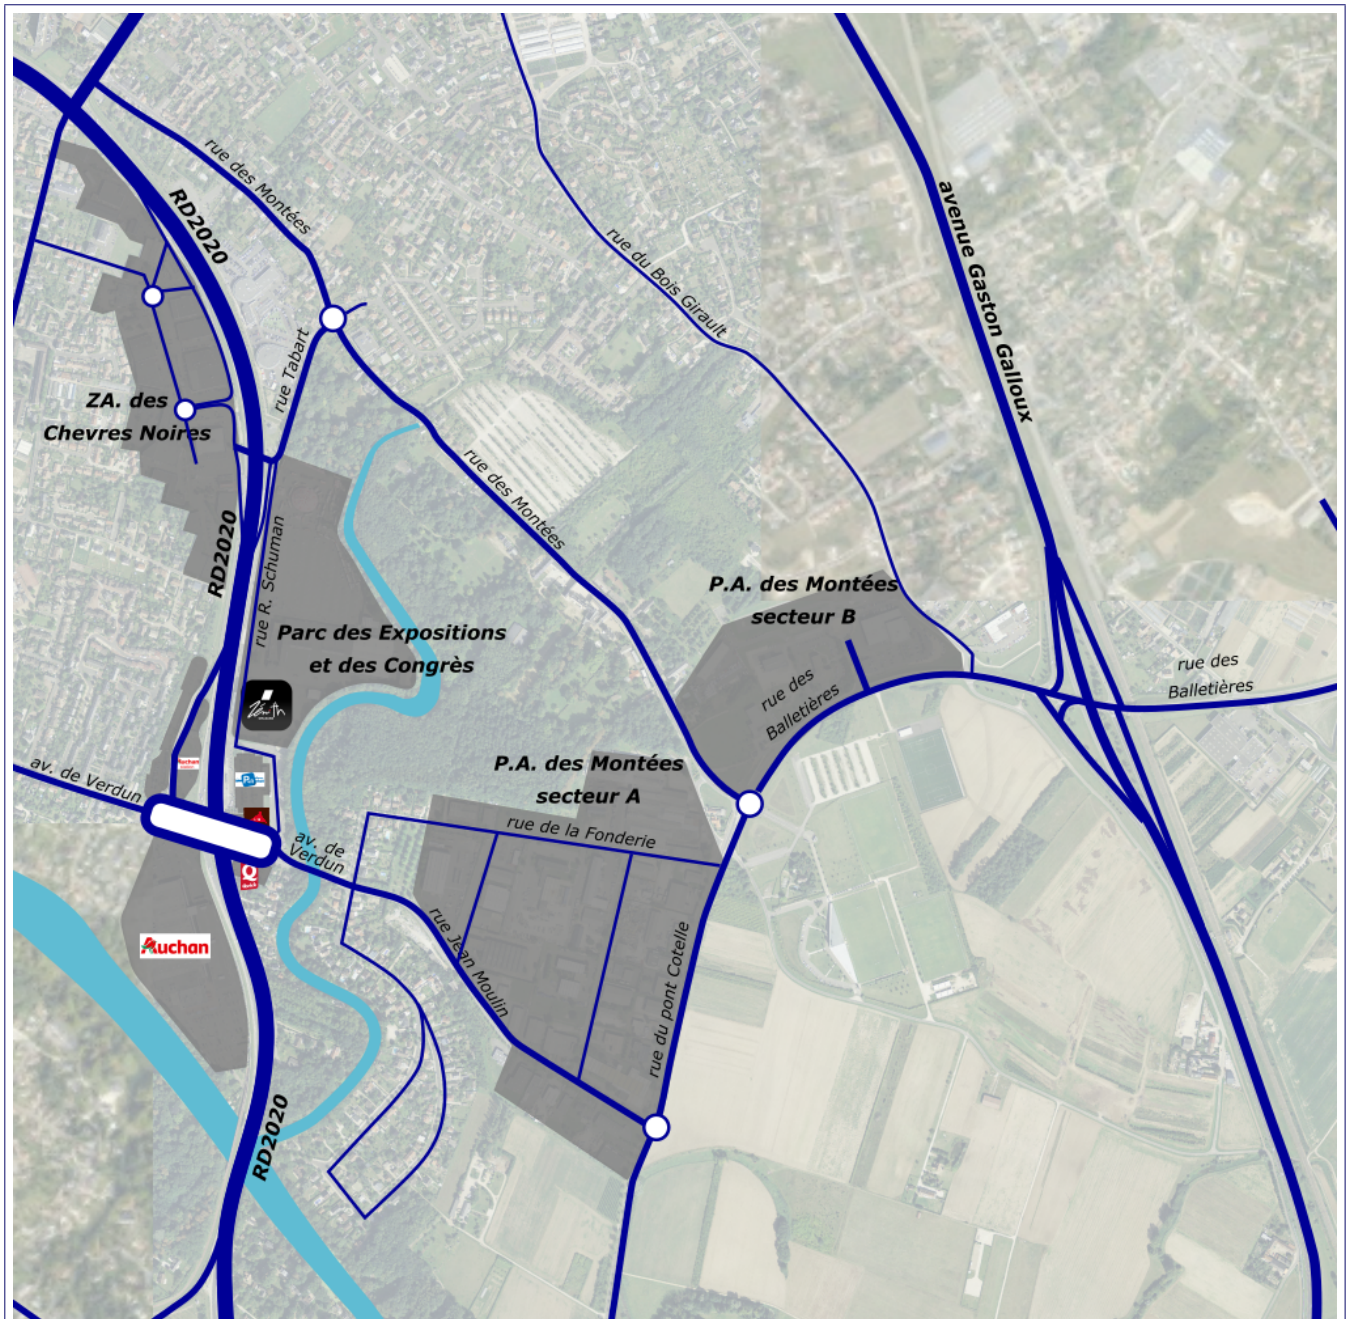 rue des Montées
RD2020
avenue Gaston Galloux
rue du Bois Girault
rue Tabart
ZA. des
Chevres Noires
rue des Montées
RD2020
rue R. Schuman
P.A. des Montées
secteur B
Parc des Expositions
et des Congrès
rue des
Balletières
rue des
Balletières
Zénith
Auchan
av. de Verdun
P.A. des Montées
secteur A
rue de la Fonderie
av. de
Verdun
Q
Quick
rue Jean Moulin
Auchan
rue du pont Cotelle
RD2020